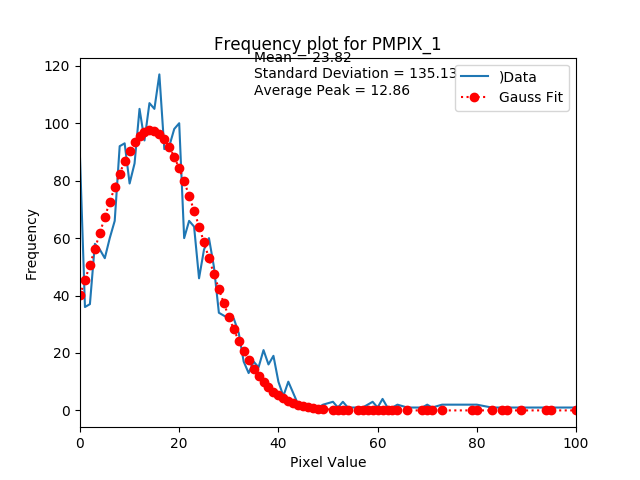 Frequency plot for PMPIX_1
Mean = 23.82
Standard Deviation = 135.13
Average Peak = 12.86
)Data
Gauss Fit
Frequency
120
100
80
60
40
20
0
0 20 40 60 80 100
Pixel Value